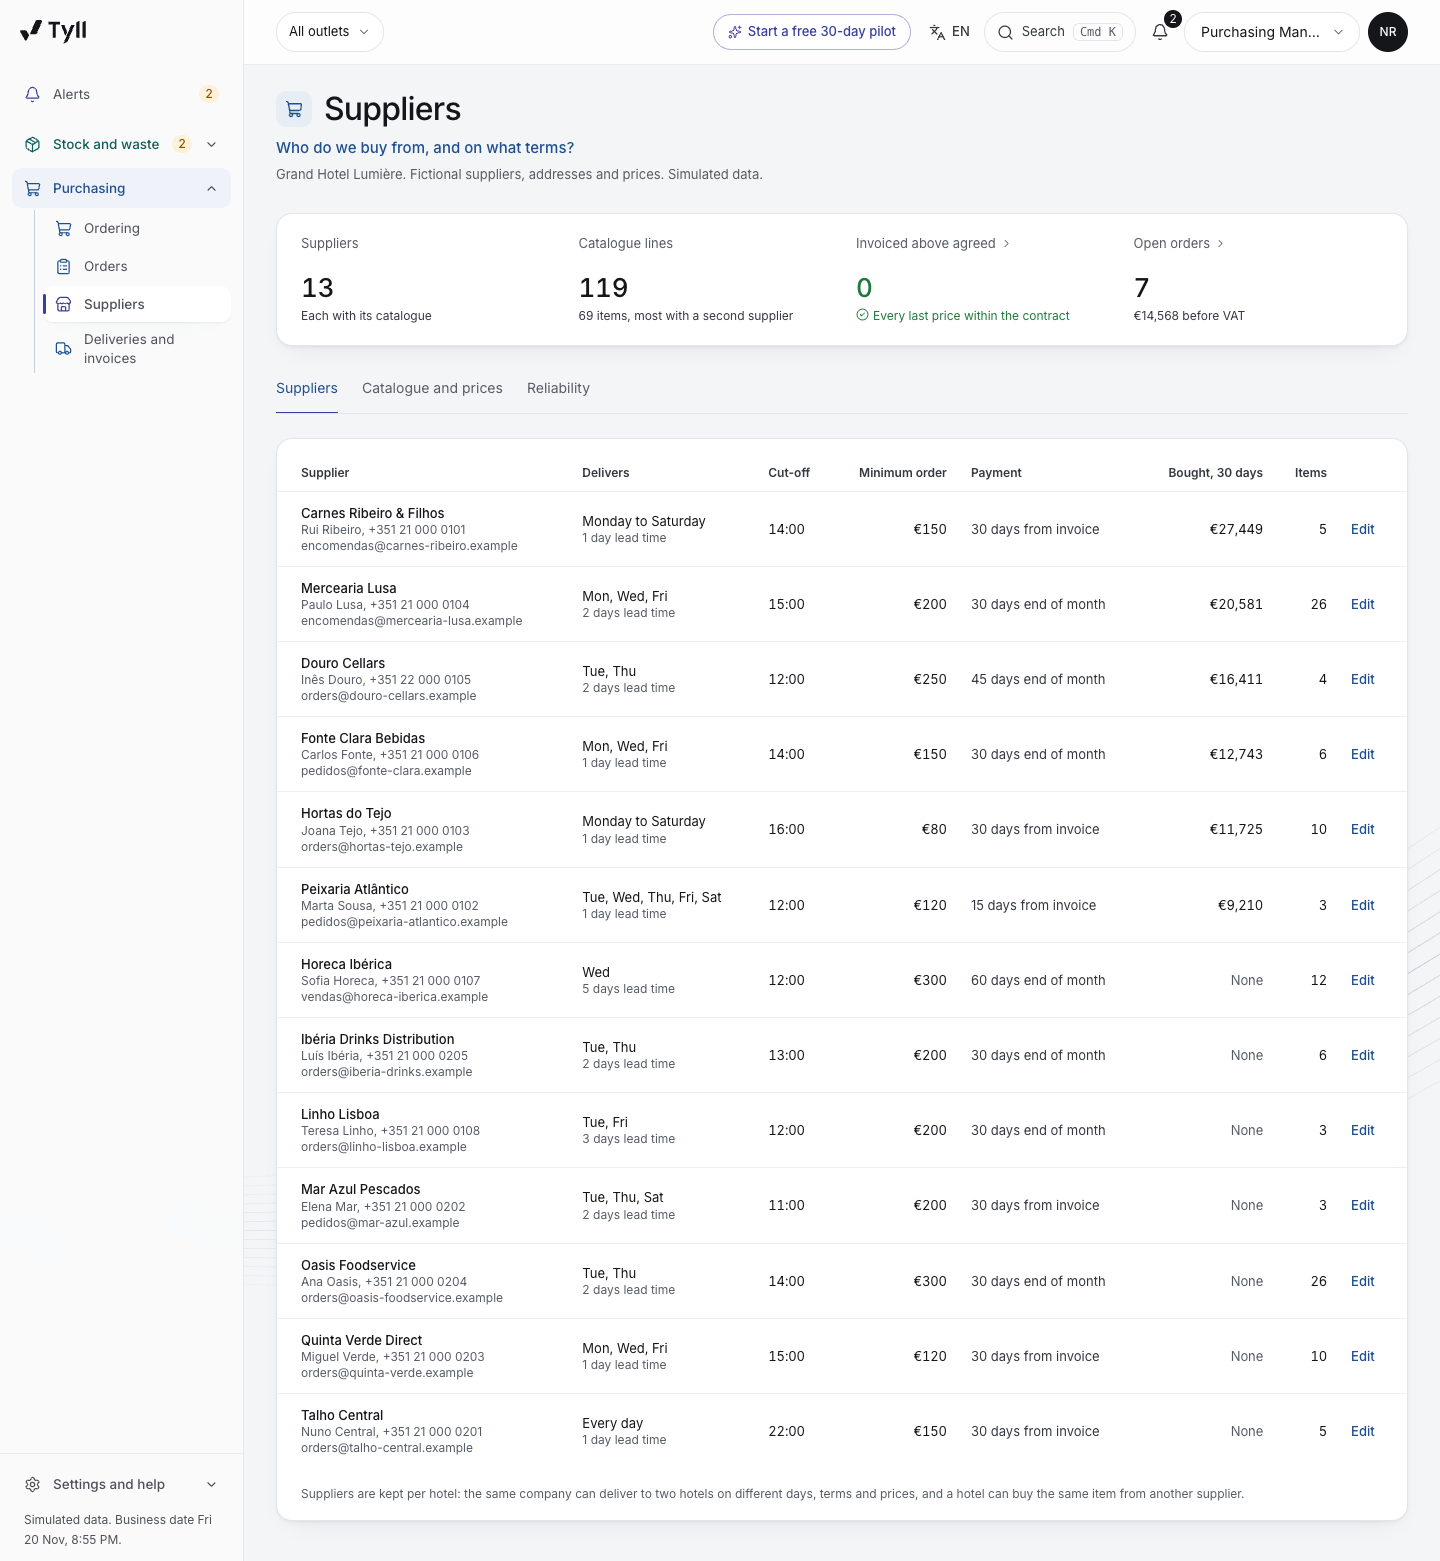 Tyll
All outlets
Start a free 30-day pilot
EN
Search
Cmd K
2
Purchasing Man...
NR
Alerts
2
Stock and waste
2
Purchasing
Ordering
Orders
Suppliers
Deliveries and
invoices
Settings and help
Simulated data. Business date Fri
20 Nov, 8:55 PM.
Suppliers
Who do we buy from, and on what terms?
Grand Hotel Lumière. Fictional suppliers, addresses and prices. Simulated data.
Suppliers
13
Each with its catalogue
Catalogue lines
119
69 items, most with a second supplier
Invoiced above agreed
0
Every last price within the contract
Open orders
7
€14,568 before VAT
Suppliers Catalogue and prices Reliability
Supplier Delivers Cut-off Minimum order Payment Bought, 30 days Items
Carnes Ribeiro & Filhos
Rui Ribeiro, +351 21 000 0101
encomendas@carnes-ribeiro.example
Monday to Saturday
1 day lead time
14:00 €150 30 days from invoice €27,449 5 Edit
Mercearia Lusa
Paulo Lusa, +351 21 000 0104
encomendas@mercearia-lusa.example
Mon, Wed, Fri
2 days lead time
15:00 €200 30 days end of month €20,581 26 Edit
Douro Cellars
Inês Douro, +351 22 000 0105
orders@douro-cellars.example
Tue, Thu
2 days lead time
12:00 €250 45 days end of month €16,411 4 Edit
Fonte Clara Bebidas
Carlos Fonte, +351 21 000 0106
pedidos@fonte-clara.example
Mon, Wed, Fri
1 day lead time
14:00 €150 30 days end of month €12,743 6 Edit
Hortas do Tejo
Joana Tejo, +351 21 000 0103
orders@hortas-tejo.example
Monday to Saturday
1 day lead time
16:00 €80 30 days from invoice €11,725 10 Edit
Peixaria Atlântico
Marta Sousa, +351 21 000 0102
pedidos@peixaria-atlantico.example
Tue, Wed, Thu, Fri, Sat
1 day lead time
12:00 €120 15 days from invoice €9,210 3 Edit
Horeca Ibérica
Sofia Horeca, +351 21 000 0107
vendas@horeca-iberica.example
Wed
5 days lead time
12:00 €300 60 days end of month None 12 Edit
Ibéria Drinks Distribution
Luís Ibéria, +351 21 000 0205
orders@iberia-drinks.example
Tue, Thu
2 days lead time
13:00 €200 30 days end of month None 6 Edit
Linho Lisboa
Teresa Linho, +351 21 000 0108
orders@linho-lisboa.example
Tue, Fri
3 days lead time
12:00 €200 30 days end of month None 3 Edit
Mar Azul Pescados
Elena Mar, +351 21 000 0202
pedidos@mar-azul.example
Tue, Thu, Sat
2 days lead time
11:00 €200 30 days from invoice None 3 Edit
Oasis Foodservice
Ana Oasis, +351 21 000 0204
orders@oasis-foodservice.example
Tue, Thu
2 days lead time
14:00 €300 30 days end of month None 26 Edit
Quinta Verde Direct
Miguel Verde, +351 21 000 0203
orders@quinta-verde.example
Mon, Wed, Fri
1 day lead time
15:00 €120 30 days from invoice None 10 Edit
Talho Central
Nuno Central, +351 21 000 0201
orders@talho-central.example
Every day
1 day lead time
22:00 €150 30 days from invoice None 5 Edit
Suppliers are kept per hotel: the same company can deliver to two hotels on different days, terms and prices, and a hotel can buy the same item from another supplier.